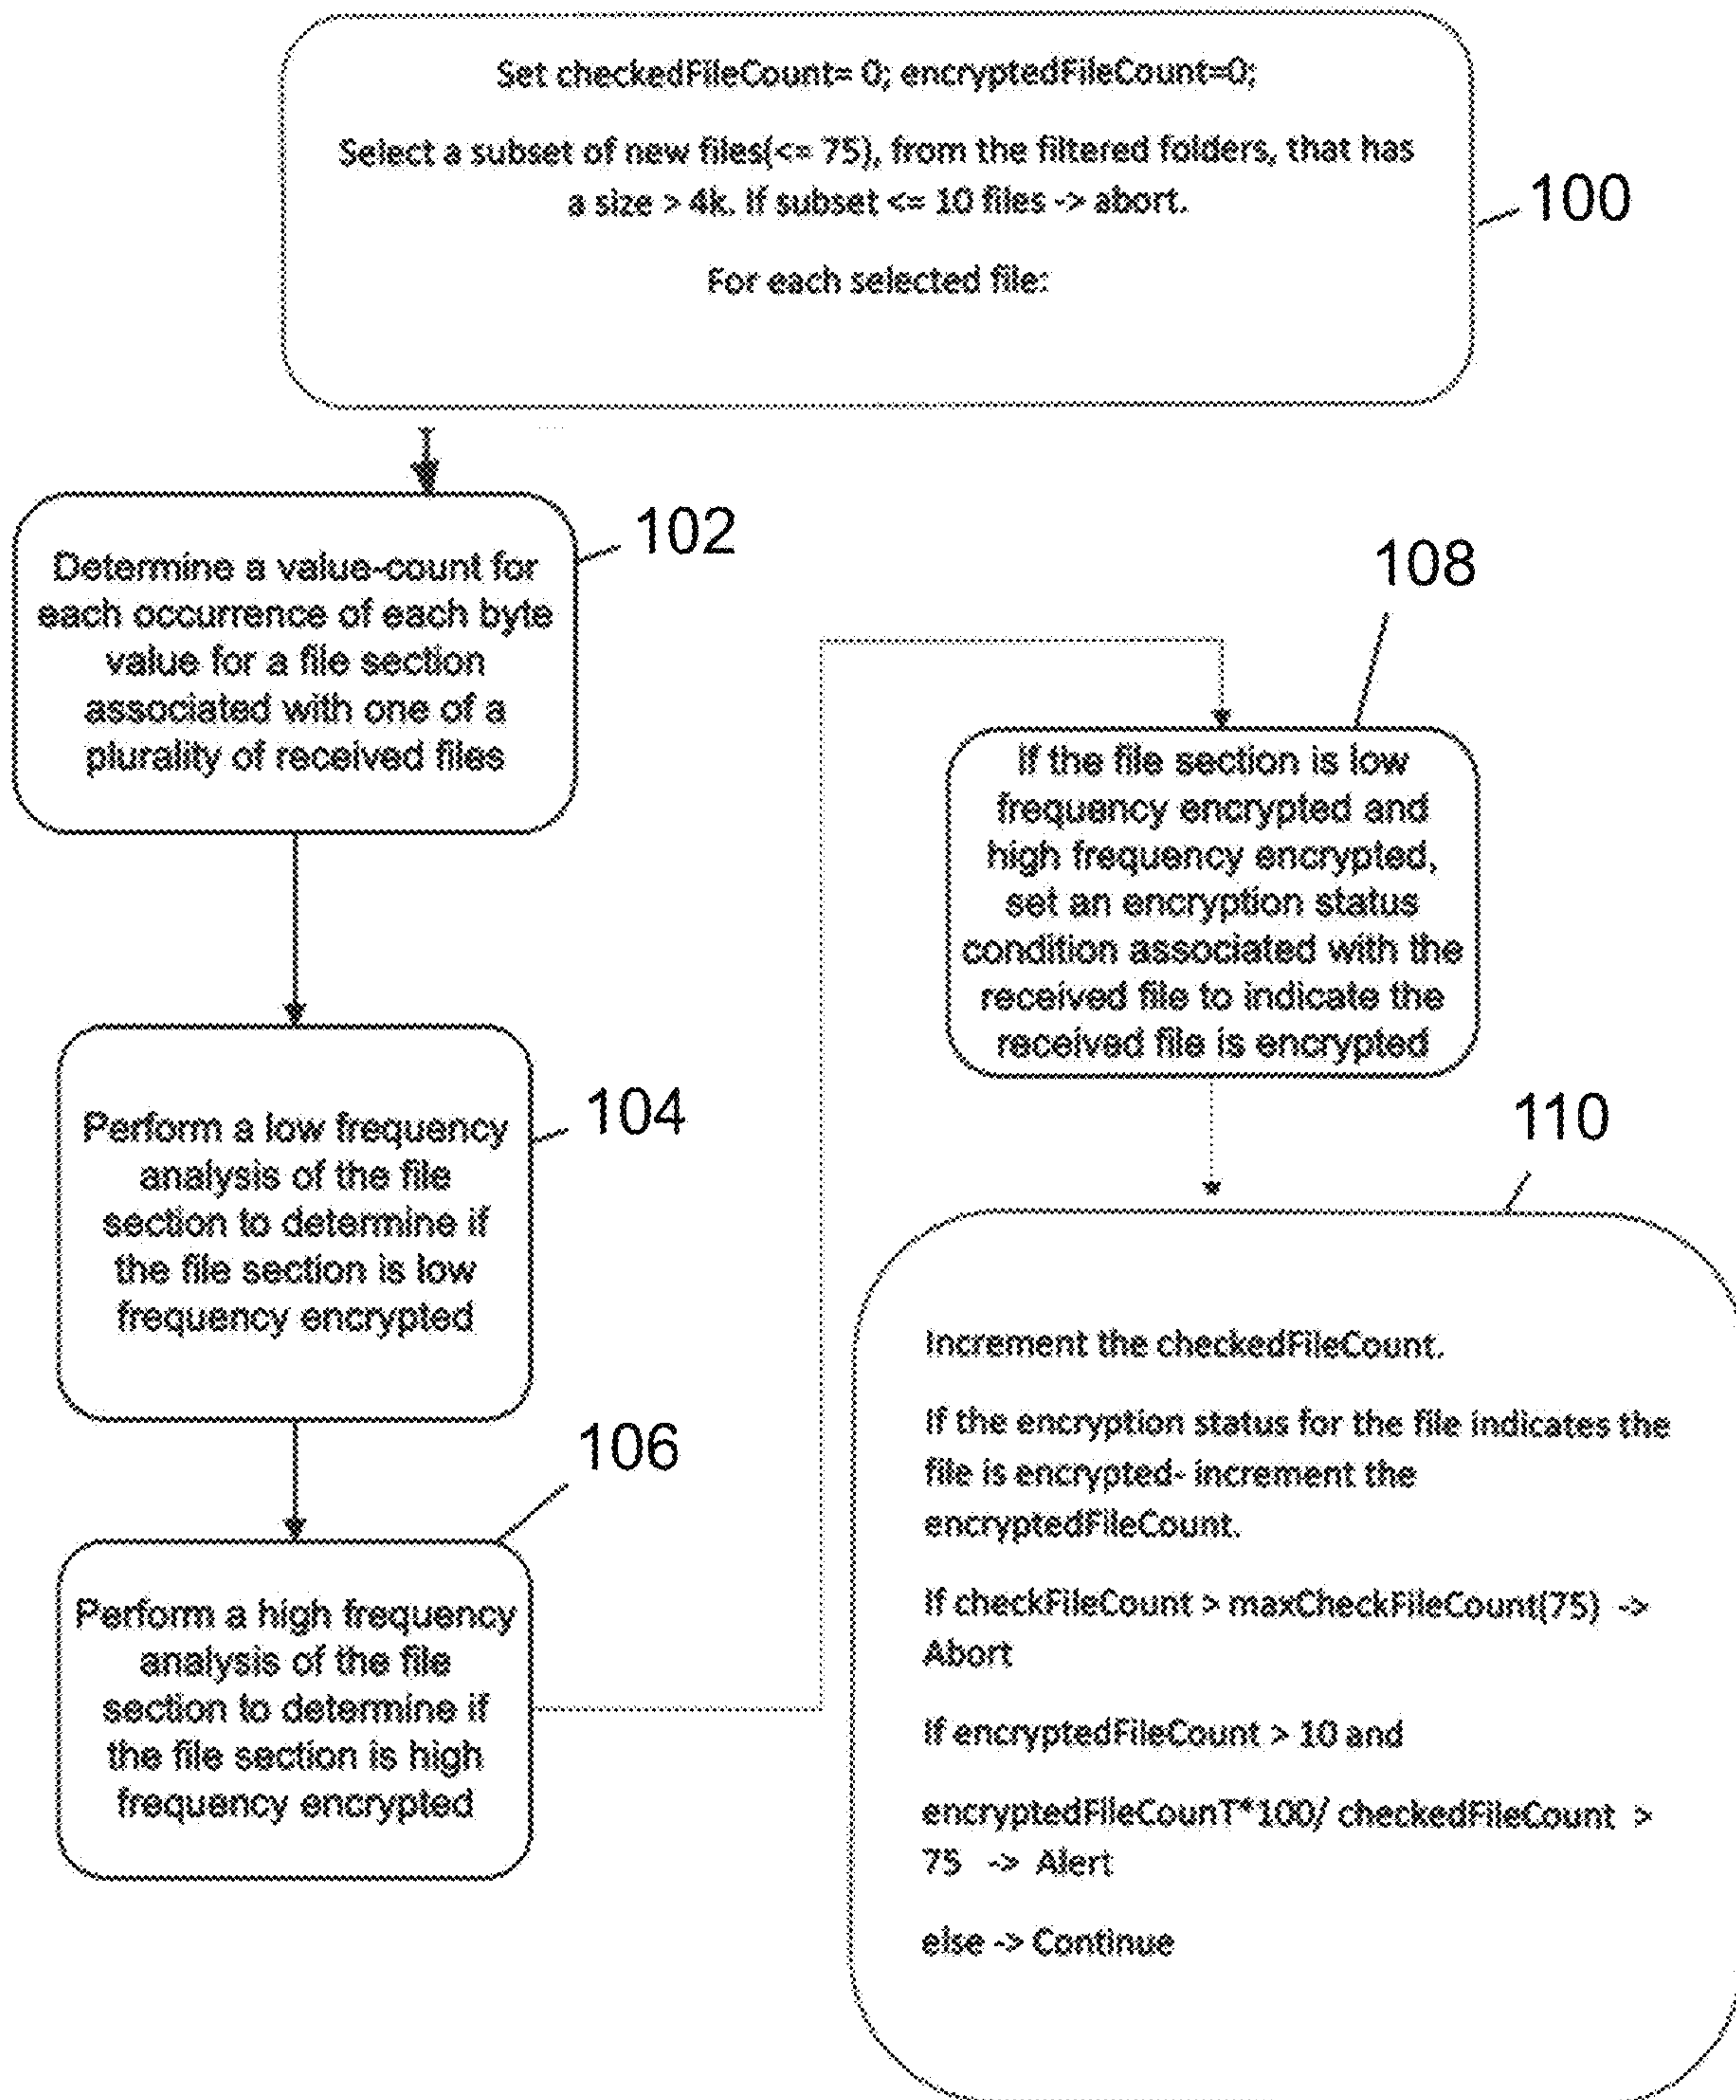 Set checkedFileCount= 0; encryptedFileCount=0;
Select a subset of new files(<= 75), from the filtered folders, that has
a size > 4k. If subset <= 10 files -> abort.
For each selected file:
100
102
Determine a value-count for
each occurrence of each byte
value for a file section
associated with one of a
plurality of received files
104
Perform a low frequency
analysis of the file
section to determine if
the file section is low
frequency encrypted
106
Perform a high frequency
analysis of the file
section to determine if
the file section is high
frequency encrypted
108
If the file section is low
frequency encrypted and
high frequency encrypted,
set an encryption status
condition associated with the
received file to indicate the
received file is encrypted
110
Increment the checkedFileCount.
If the encryption status for the file indicates the
file is encrypted- increment the
encryptedFileCount.
If checkFileCount > maxCheckFileCount(75) ->
Abort
If encryptedFileCount > 10 and
encryptedFileCounT*100/ checkedFileCount >
75 -> Alert
else -> Continue